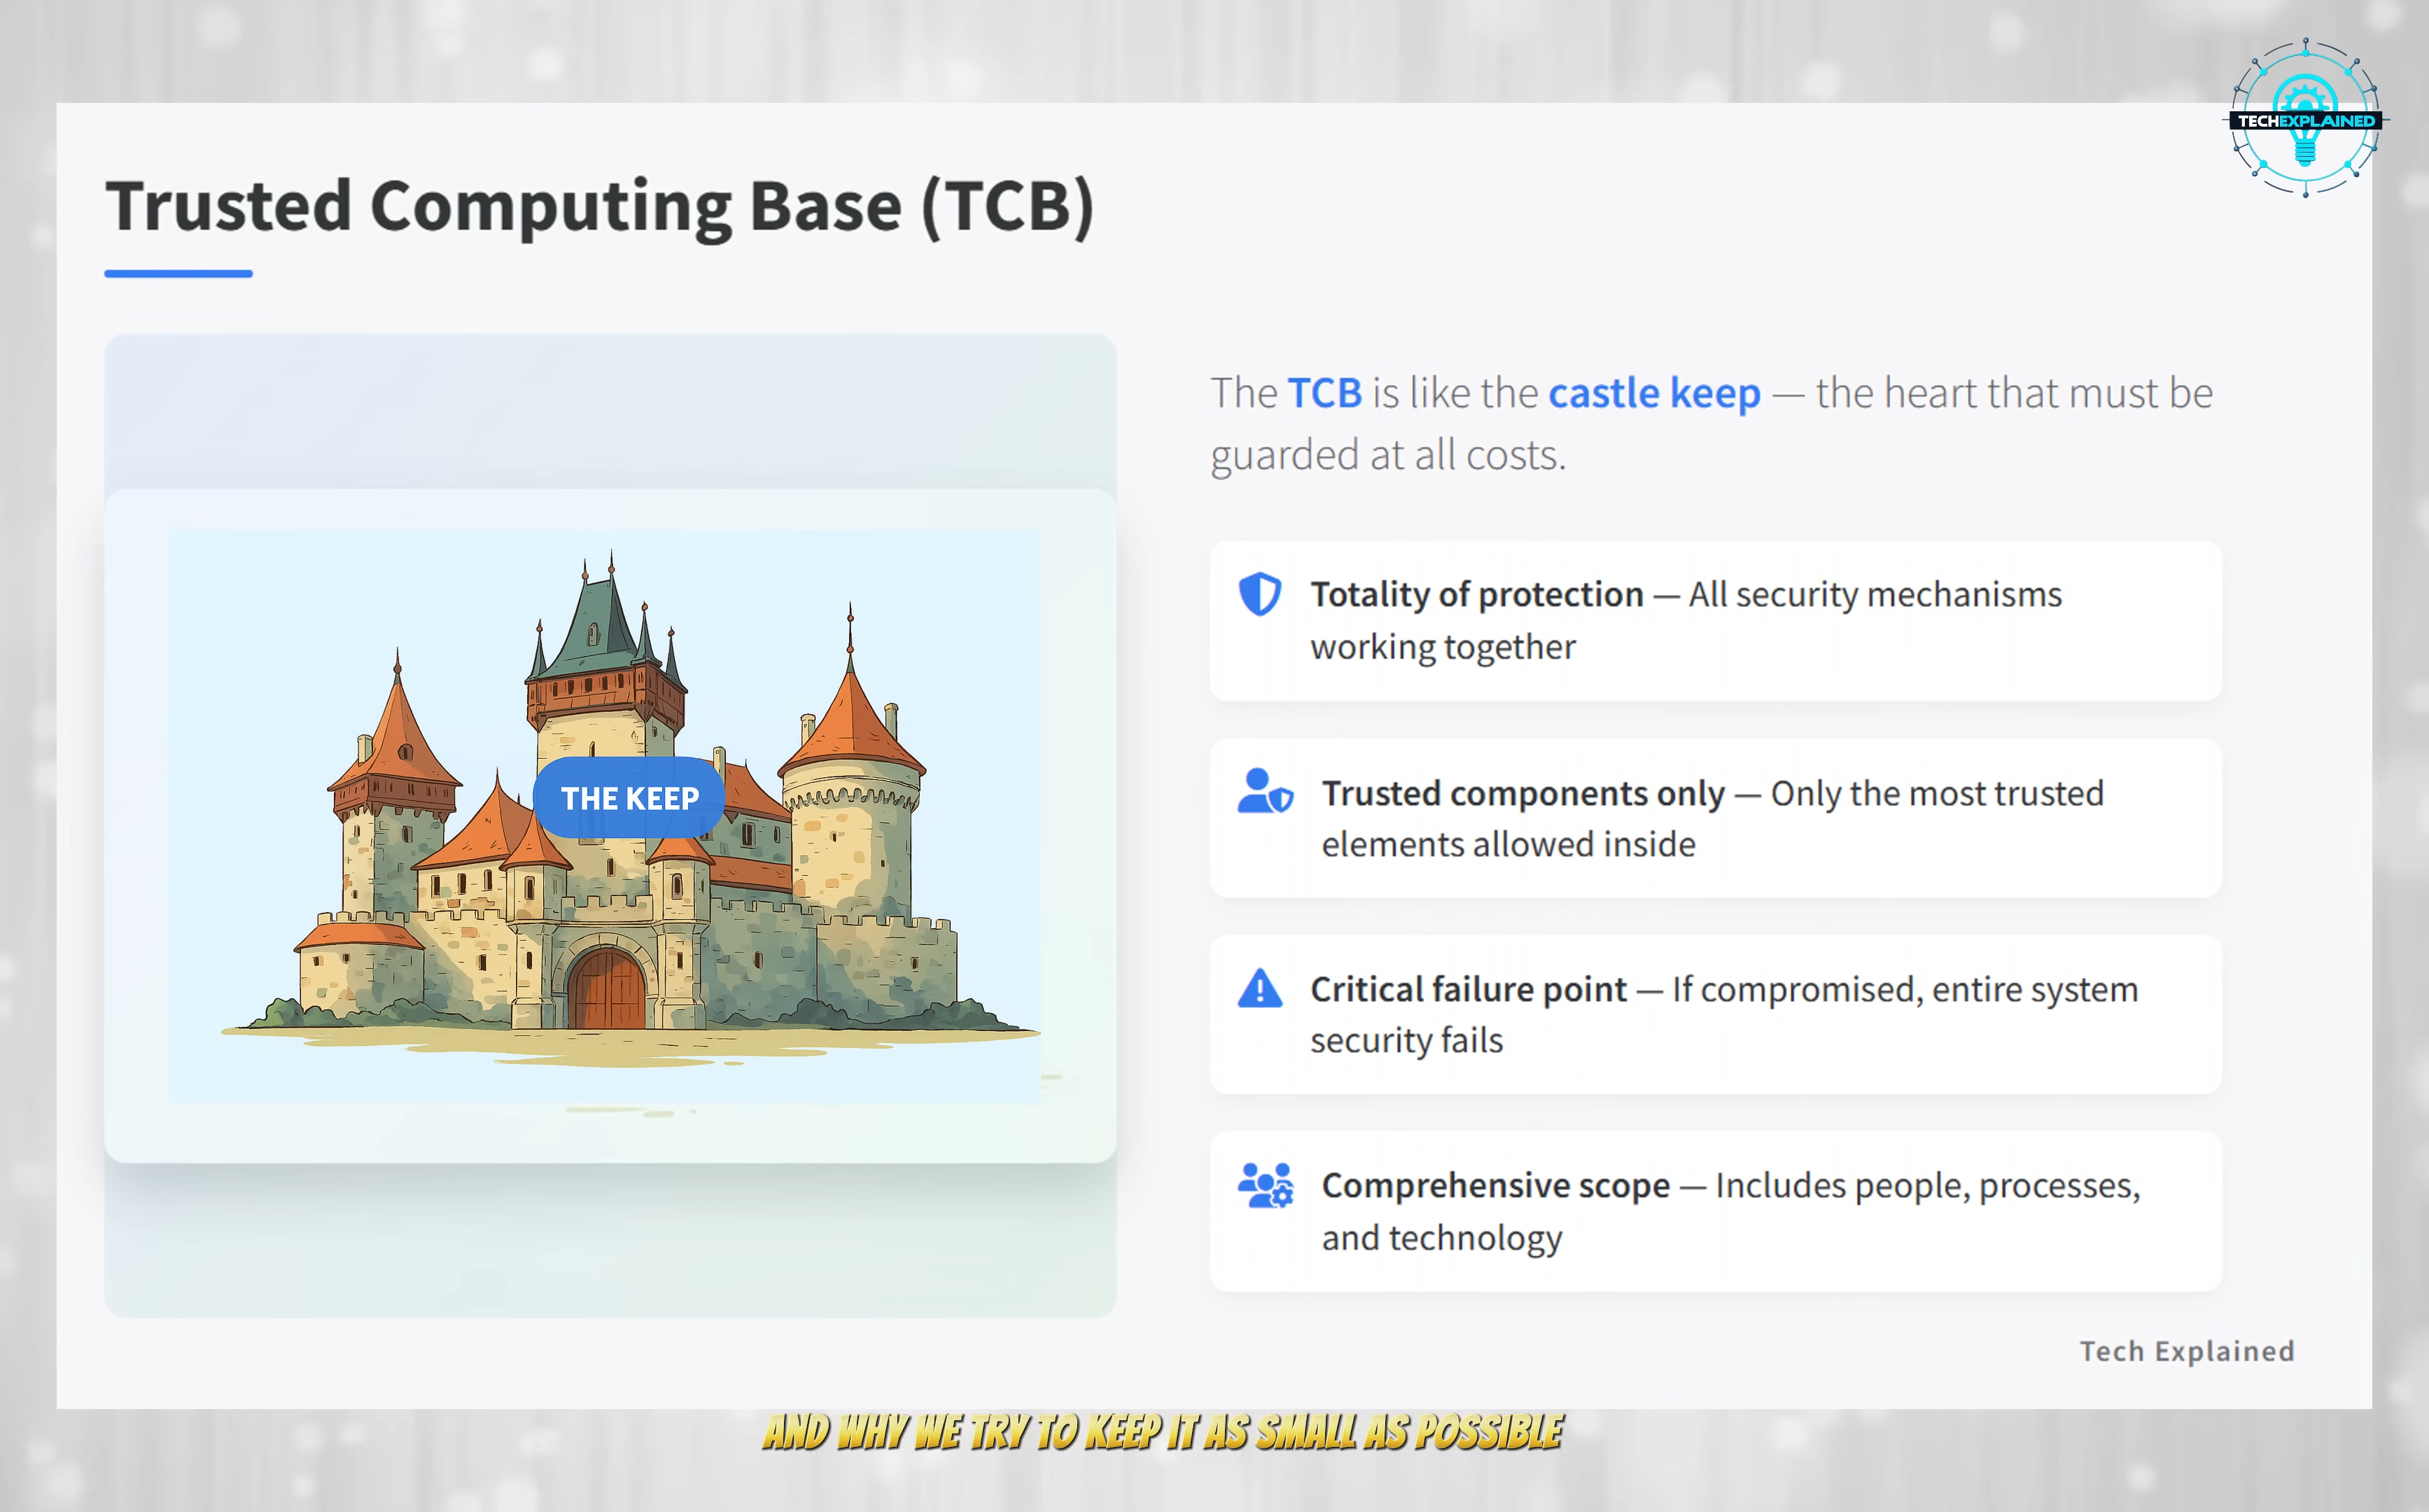 TECHEXPLAINED
Trusted Computing Base (TCB)
The TCB is like the castle keep — the heart that must be
guarded at all costs.
THE KEEP
Totality of protection — All security mechanisms
working together
Trusted components only — Only the most trusted
elements allowed inside
Critical failure point — If compromised, entire system
security fails
Comprehensive scope — Includes people, processes,
and technology
Tech Explained
AND WHY WE TRY TO KEEP IT AS SMALL AS POSSIBLE